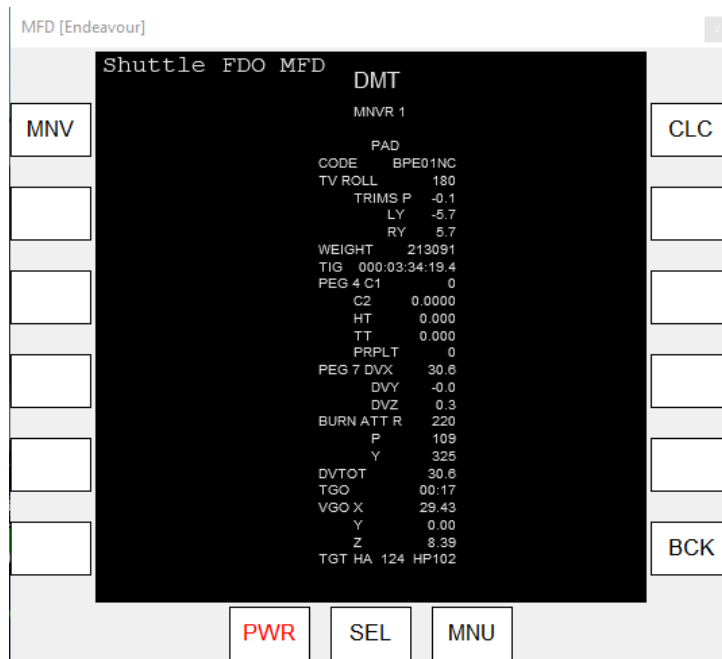 MFD [Endeavour]
x
Shuttle FDO MFD
DMT
MNVR 1
MNV
CLC
PAD
CODE BPE01NC
TV ROLL 180
TRIMS P -0.1
LY -5.7
RY 5.7
WEIGHT 213091
TIG 000:03:34:19.4
PEG 4 C1 0
C2 0.0000
HT 0.000
TT 0.000
PRPLT 0
PEG 7 DVX 30.6
DVY -0.0
DVZ 0.3
BURN ATT R 220
P 109
Y 325
DVTOT 30.6
TGO 00:17
VGO X 29.43
Y 0.00
Z 8.39
TGT HA 124 HP102
BCK
PWR SEL MNU